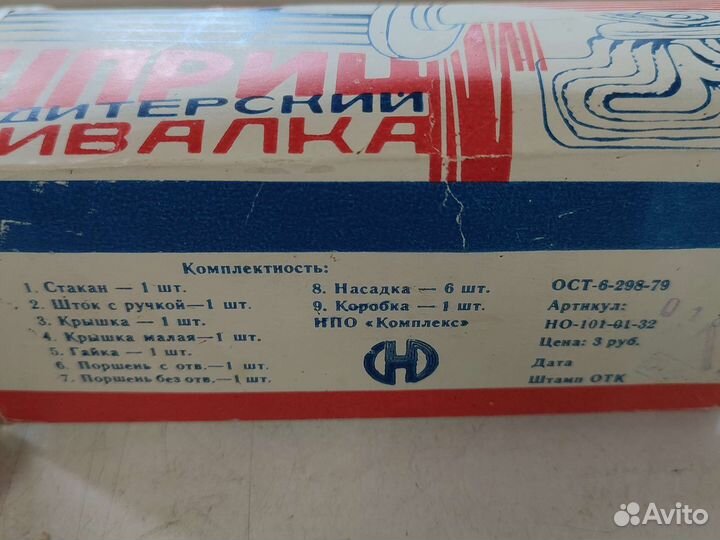 ШПРИЦ
ДИТЕРСКИЙ
ИВАЛКА
Комплектность:
1. Стакан — 1 шт.
2. Шток с ручкой—1 шт.
3. Крышка — 1 шт.
4. Крышка малая—1 шт.
5. Гайка — 1 шт.
6. Поршень с отв.—1 шт.
7. Поршень без отв.—1 шт.
8. Насадка — 6 шт.
9. Коробка — 1 шт.
НПО «Комплекс»
ОСТ-6-298-79
Артикул:
НО-101-01-32
Цена: 3 руб.
Дата
Штамп ОТК
Avito